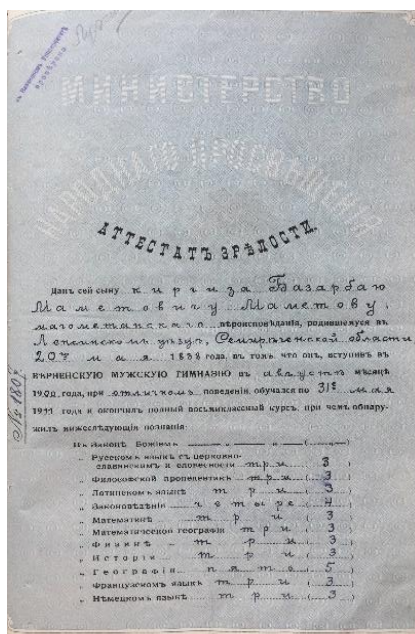 МИНИСТЕРСТВО
НАРОДНАГО ПРОСВѢЩЕНІЯ
АТТЕСТАТЪ ЗРѢЛОСТИ.
Данъ сей сыну киргиза Базарбаю
Маметовичу Маметову,
магометанскаго вѣроисповѣданія, родившемуся въ
Лепсинскомъ уѣздѣ, Семирѣченской области
20го мая 1888 года, въ томъ что онъ, вступивъ въ
ВѢРНЕНСКУЮ МУЖСКУЮ ГИМНАЗІЮ въ августѣ мѣсяцѣ
1900 года, при отличномъ поведеніи обучался по 31е мая
1911 года и окончилъ полный восьмиклассный курсъ, при чемъ обнару-
жилъ нижеслѣдующія познанія:
Въ Законѣ Божіемъ
„ Русскомъ языкѣ съ церковно-
славянскимъ и словесности три (3)
„ Философской пропедевтикѣ три (3)
„ Латинскомъ языкѣ три (3)
„ Законовѣдѣніи четыре (4)
„ Математикѣ три (3)
„ Математической географіи три (3)
„ Физикѣ три (3)
„ Исторіи три (3)
„ Географіи пять (5)
„ Французскомъ языкѣ три (3)
„ Нѣмецкомъ языкѣ три (3)
№ 1807